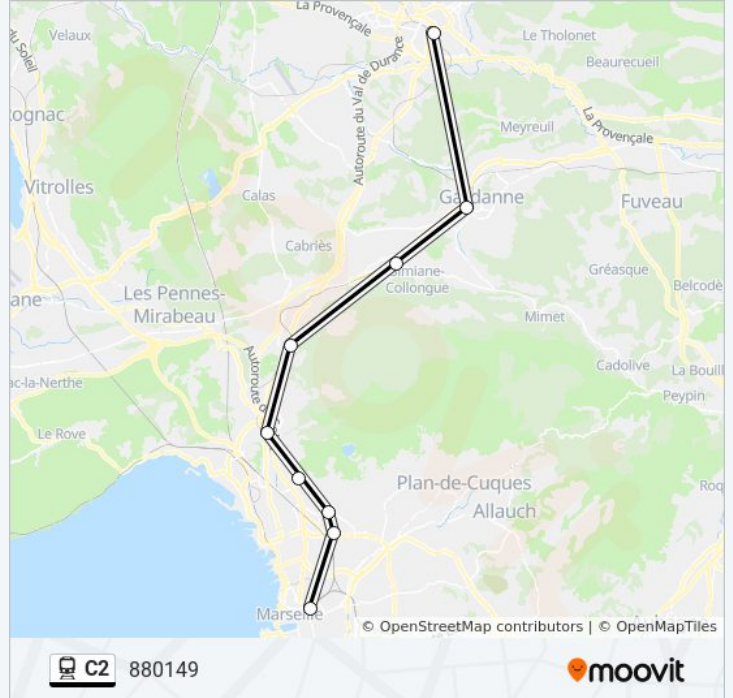 La Provençale
Velaux
Le Tholonet
du Soleil
Autoroute du Val de Durance
Beaurecueil
La Provençale
ognac
Meyreuil
Vitrolles
Calas
Gardanne
Fuveau
Cabriès
Simiane-
Collongue
Gréasque
ane
Belcodè
Les Pennes-
Mirabeau
Mimet
Autoroute
Cadolive
La Bouill
ac-la-Nerthe
Peypin
Le Rove
Plan-de-Cuques
Roq
Allauch
Marseille
© OpenStreetMap contributors | © OpenMapTiles
C2 880149
moovit